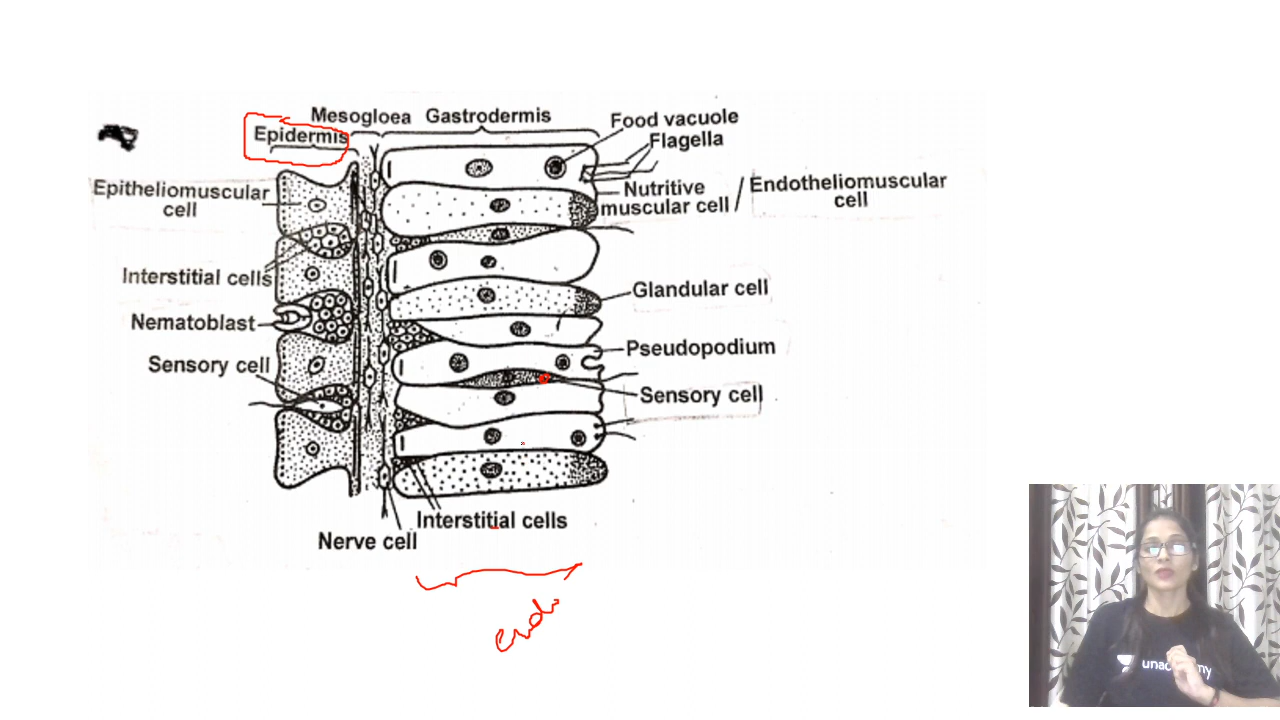 Mesogloea Gastrodermis
Food vacuole
Epidermis
Flagella
Epitheliomuscular
cell
Nutritive
muscular cell /
Endotheliomuscular
cell
Interstitial cells
Glandular cell
Nematoblast
Pseudopodium
Sensory cell
Sensory cell
Interstitial cells
Nerve cell
Endo